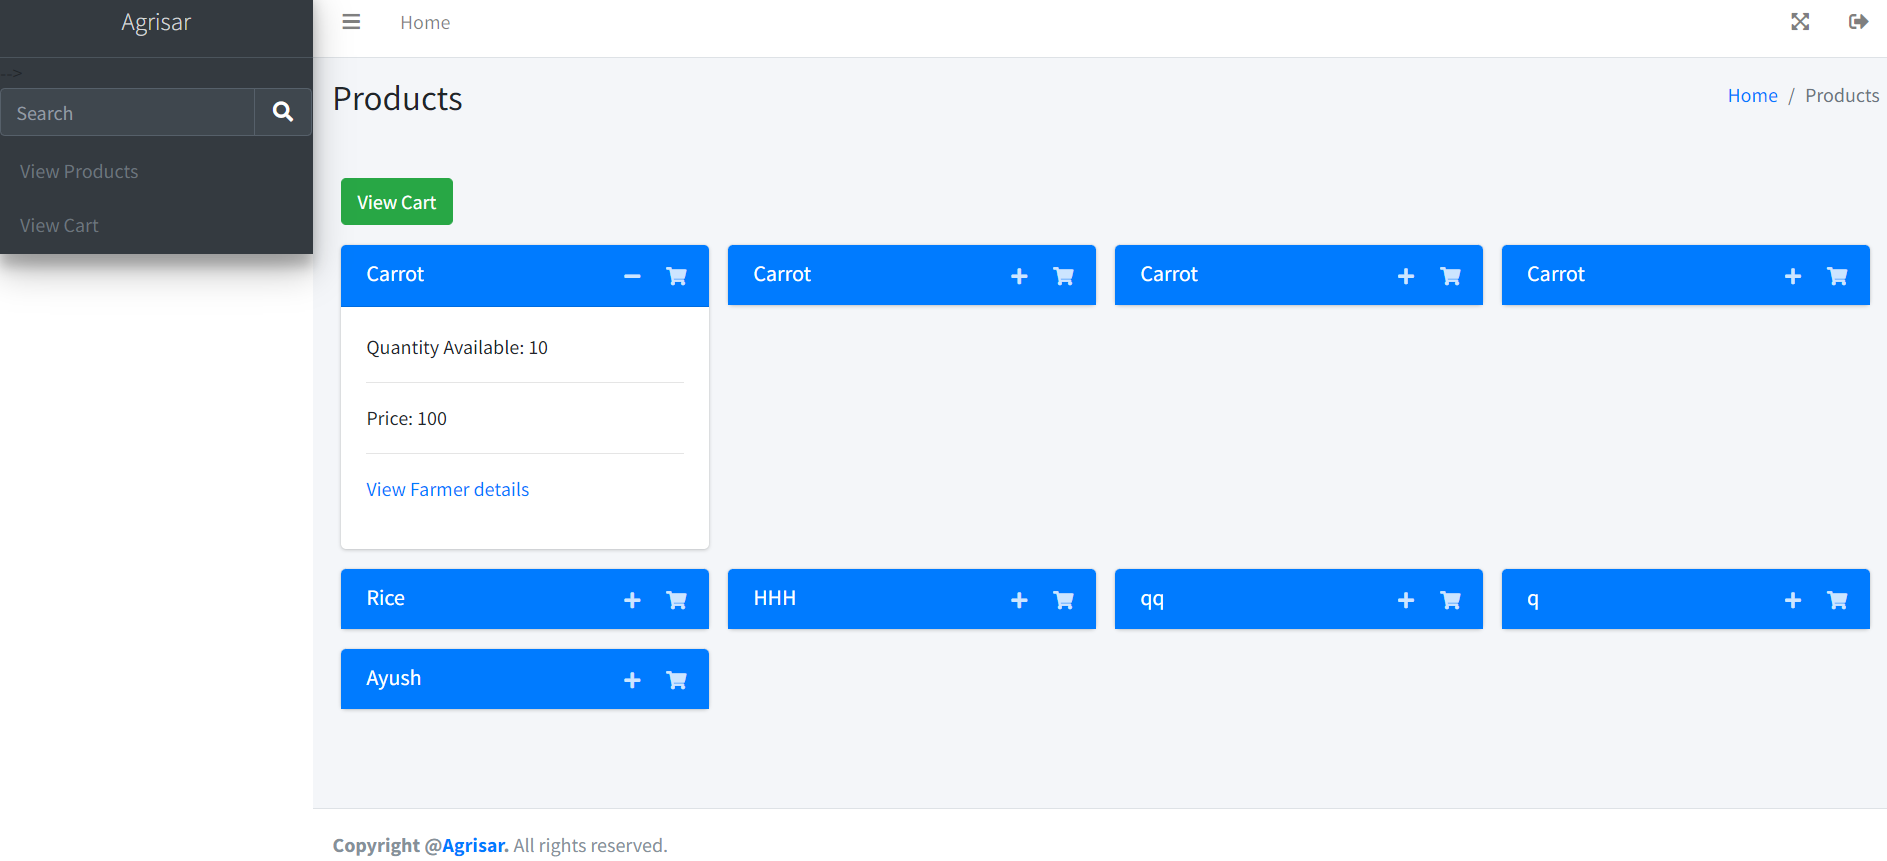 Agrisar
Home
-->
Search
View Products
View Cart
Products
Home / Products
View Cart
Carrot
Quantity Available: 10
Price: 100
View Farmer details
Carrot
Carrot
Carrot
Rice
HHH
qq
q
Ayush
Copyright @Agrisar. All rights reserved.